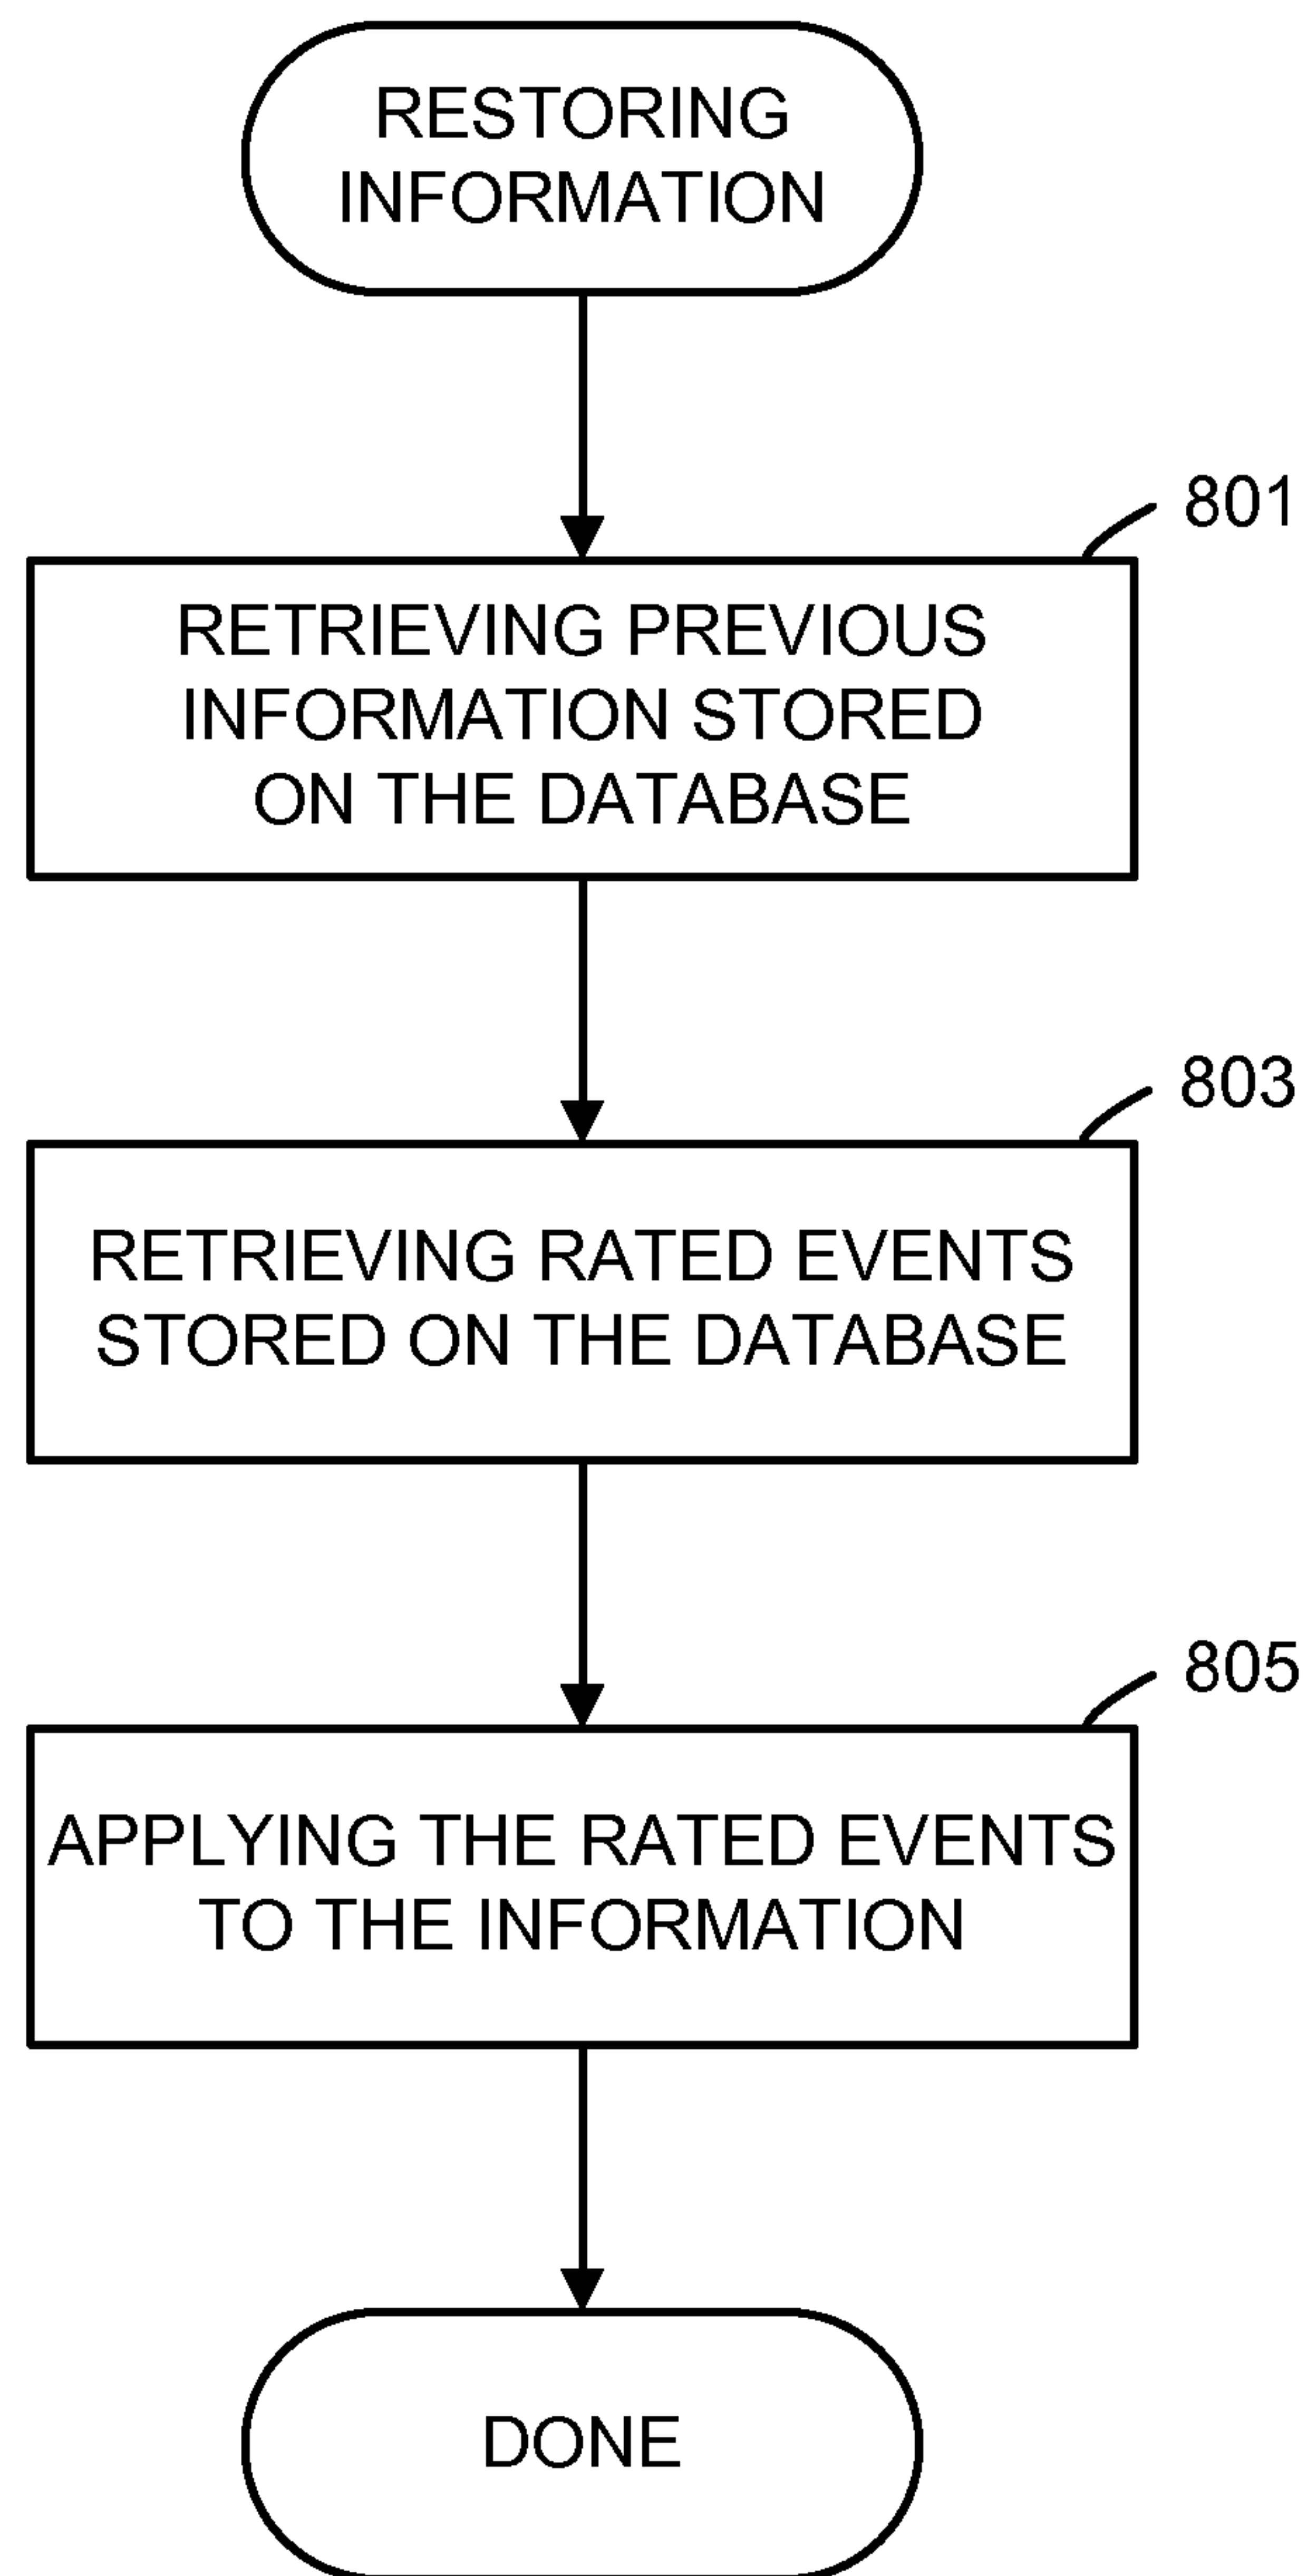 RESTORING
INFORMATION
801
RETRIEVING PREVIOUS
INFORMATION STORED
ON THE DATABASE
803
RETRIEVING RATED EVENTS
STORED ON THE DATABASE
805
APPLYING THE RATED EVENTS
TO THE INFORMATION
DONE